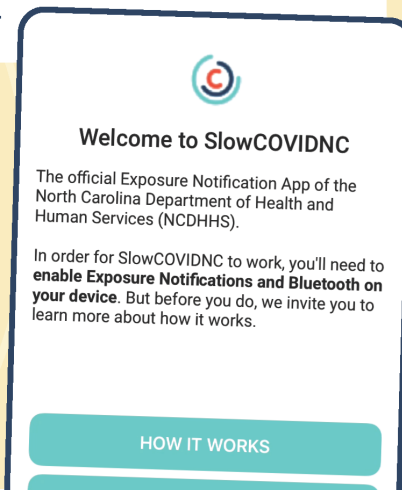 C
Welcome to SlowCOVIDNC
The official Exposure Notification App of the
North Carolina Department of Health and
Human Services (NCDHHS).
In order for SlowCOVIDNC to work, you'll need to
enable Exposure Notifications and Bluetooth on
your device. But before you do, we invite you to
learn more about how it works.
HOW IT WORKS